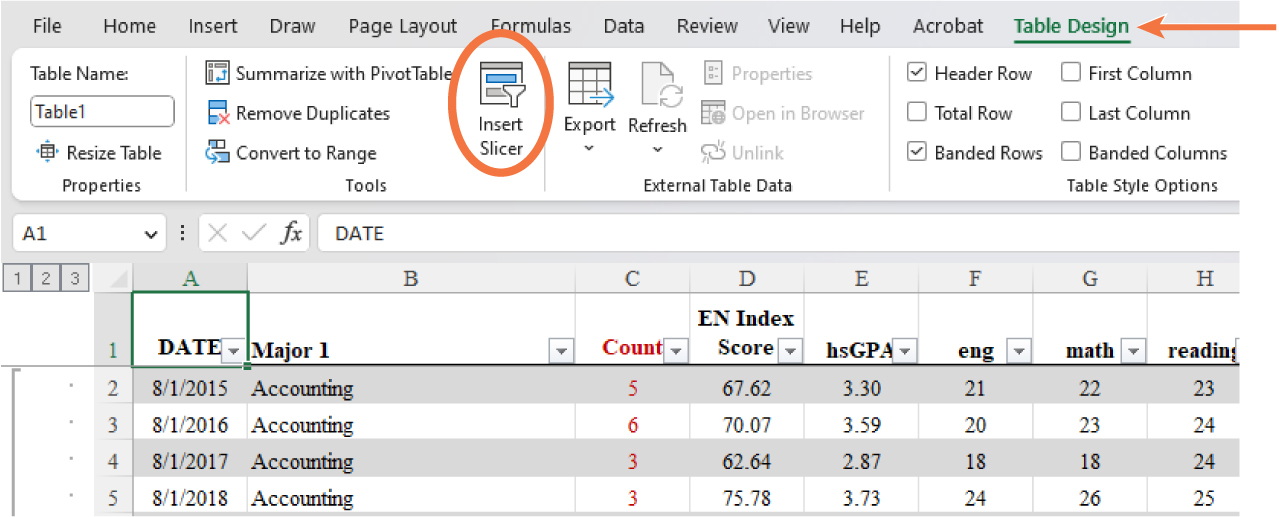 File Home Insert Draw Page Layout Formulas Data Review View Help Acrobat Table Design
Table Name:
Table1
Resize Table
Properties
Summarize with PivotTable
Remove Duplicates
Convert to Range
Tools
Insert
Slicer
Export
Refresh
Properties
Open in Browser
Unlink
External Table Data
Header Row
Total Row
Banded Rows
First Column
Last Column
Banded Columns
Table Style Options
A1 fx DATE
1 2 3 A B C D E F G H
1 DATE Major 1 Count EN Index Score hsGPA eng math reading
2 8/1/2015 Accounting 5 67.62 3.30 21 22 23
3 8/1/2016 Accounting 6 70.07 3.59 20 23 24
4 8/1/2017 Accounting 3 62.64 2.87 18 18 24
5 8/1/2018 Accounting 3 75.78 3.73 24 26 25